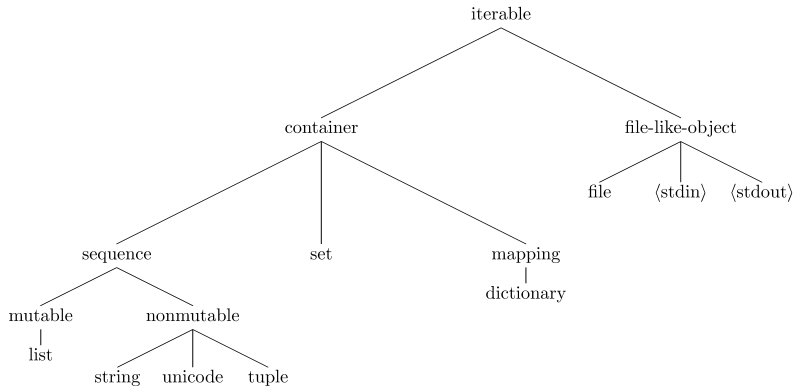 iterable
container file-like-object
file ⟨stdin⟩ ⟨stdout⟩
sequence set mapping
dictionary
mutable nonmutable
list
string unicode tuple